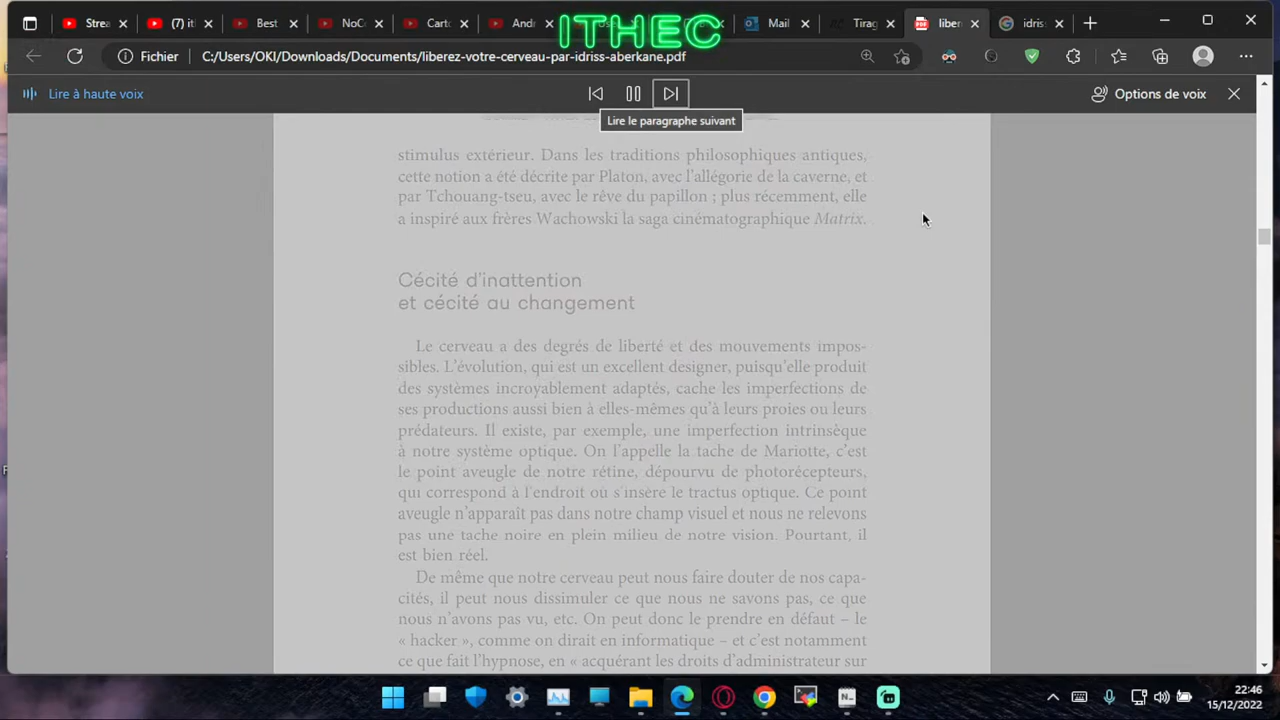 Strea
(7) it
Best
NoCo
Carto
Andr
ITHEC
Mail
Tirag
liber
idris
Fichier
C:/Users/OKI/Downloads/Documents/liberez-votre-cerveau-par-idriss-aberkane.pdf
Lire à haute voix
Options de voix
Lire le paragraphe suivant
stimulus extérieur. Dans les traditions philosophiques antiques,
cette notion a été décrite par Platon, avec l'allégorie de la caverne, et
par Tchouang-tseu, avec le rêve du papillon ; plus récemment, elle
a inspiré aux frères Wachowski la saga cinématographique Matrix.
Cécité d'inattention
et cécité au changement
Le cerveau a des degrés de liberté et des mouvements impos-
sibles. L'évolution, qui est un excellent designer, puisqu'elle produit
des systèmes incroyablement adaptés, cache les imperfections de
ses productions aussi bien à elles-mêmes qu'à leurs proies ou leurs
prédateurs. Il existe, par exemple, une imperfection intrinsèque
à notre système optique. On l'appelle la tache de Mariotte, c'est
le point aveugle de notre rétine, dépourvu de photorécepteurs,
qui correspond à l'endroit où s'insère le tractus optique. Ce point
aveugle n'apparaît pas dans notre champ visuel et nous ne relevons
pas une tache noire en plein milieu de notre vision. Pourtant, il
est bien réel.
De même que notre cerveau peut nous faire douter de nos capa-
cités, il peut nous dissimuler ce que nous ne savons pas, ce que
nous n'avons pas vu, etc. On peut donc le prendre en défaut – le
« hacker », comme on dirait en informatique – et c'est notamment
ce que fait l'hypnose, en « acquérant les droits d'administrateur sur
22:46
15/12/2022